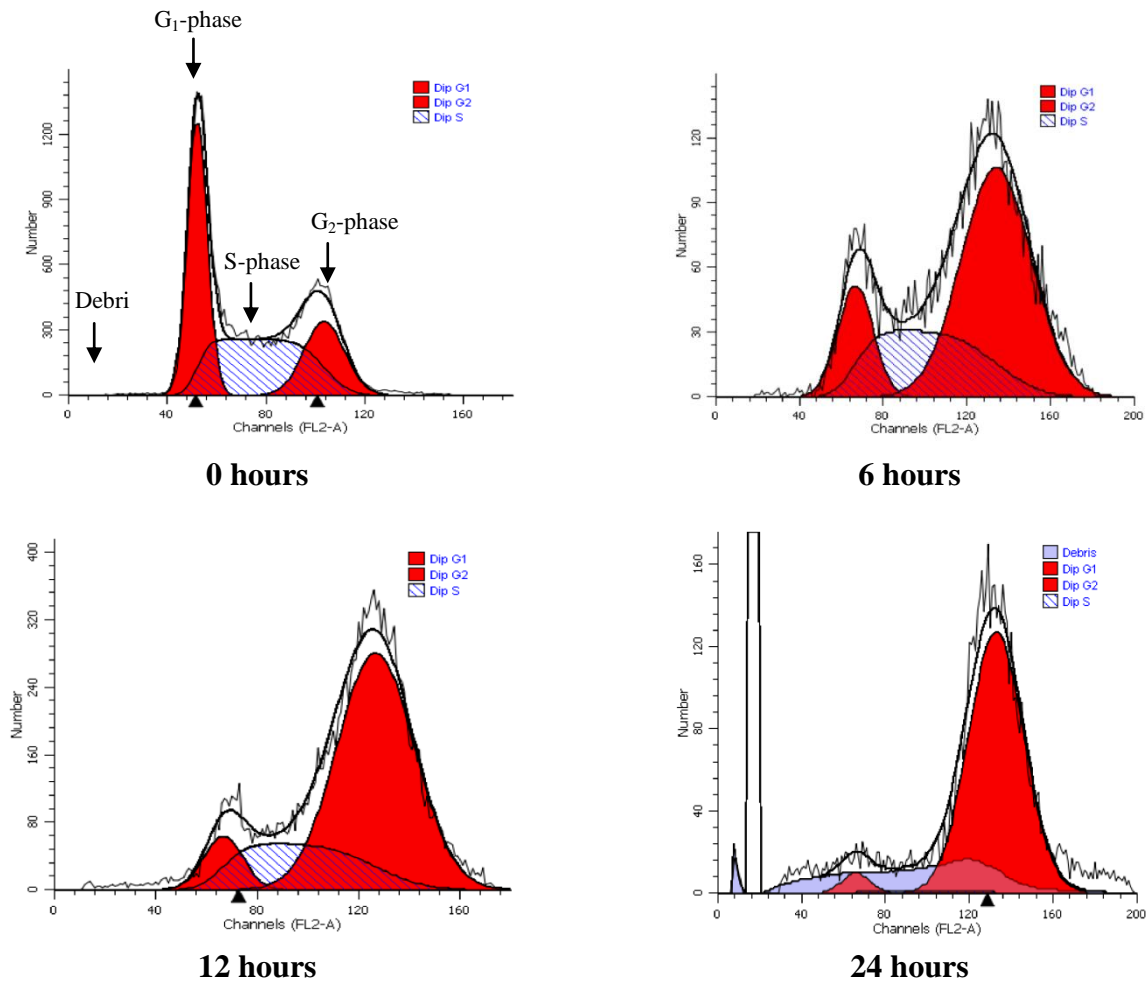 G₁-phase
Dip G1
Dip G2
Dip S
G₂-phase
S-phase
Debri
Number
1200
900
600
300
0
0 40 80 120 160
Channels (FL2-A)
0 hours
Dip G1
Dip G2
Dip S
Number
120
90
60
30
0
0 40 80 120 160 200
Channels (FL2-A)
6 hours
Dip G1
Dip G2
Dip S
Number
400
320
240
160
80
0
0 40 80 120 160
Channels (FL2-A)
12 hours
Debris
Dip G1
Dip G2
Dip S
Number
160
120
80
40
0
0 40 80 120 160 200
Channels (FL2-A)
24 hours